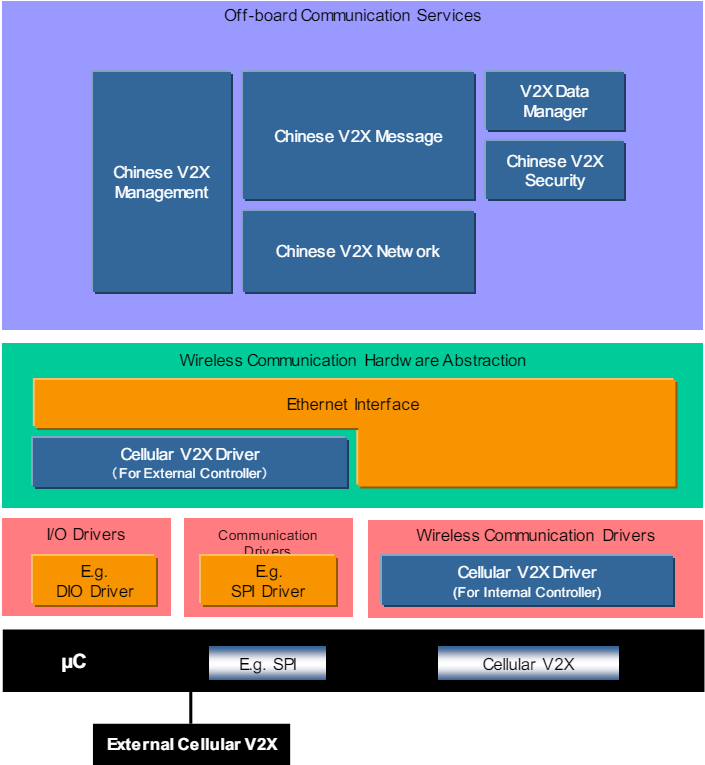 Off-board Communication Services
Chinese V2X
Management
Chinese V2X Message
V2X Data
Manager
Chinese V2X
Security
Chinese V2X Network
Wireless Communication Hardware Abstraction
Ethernet Interface
Cellular V2X Driver
(For External Controller)
I/O Drivers
E.g.
DIO Driver
Communication
Drivers
E.g.
SPI Driver
Wireless Communication Drivers
Cellular V2X Driver
(For Internal Controller)
µC
E.g. SPI
Cellular V2X
External Cellular V2X